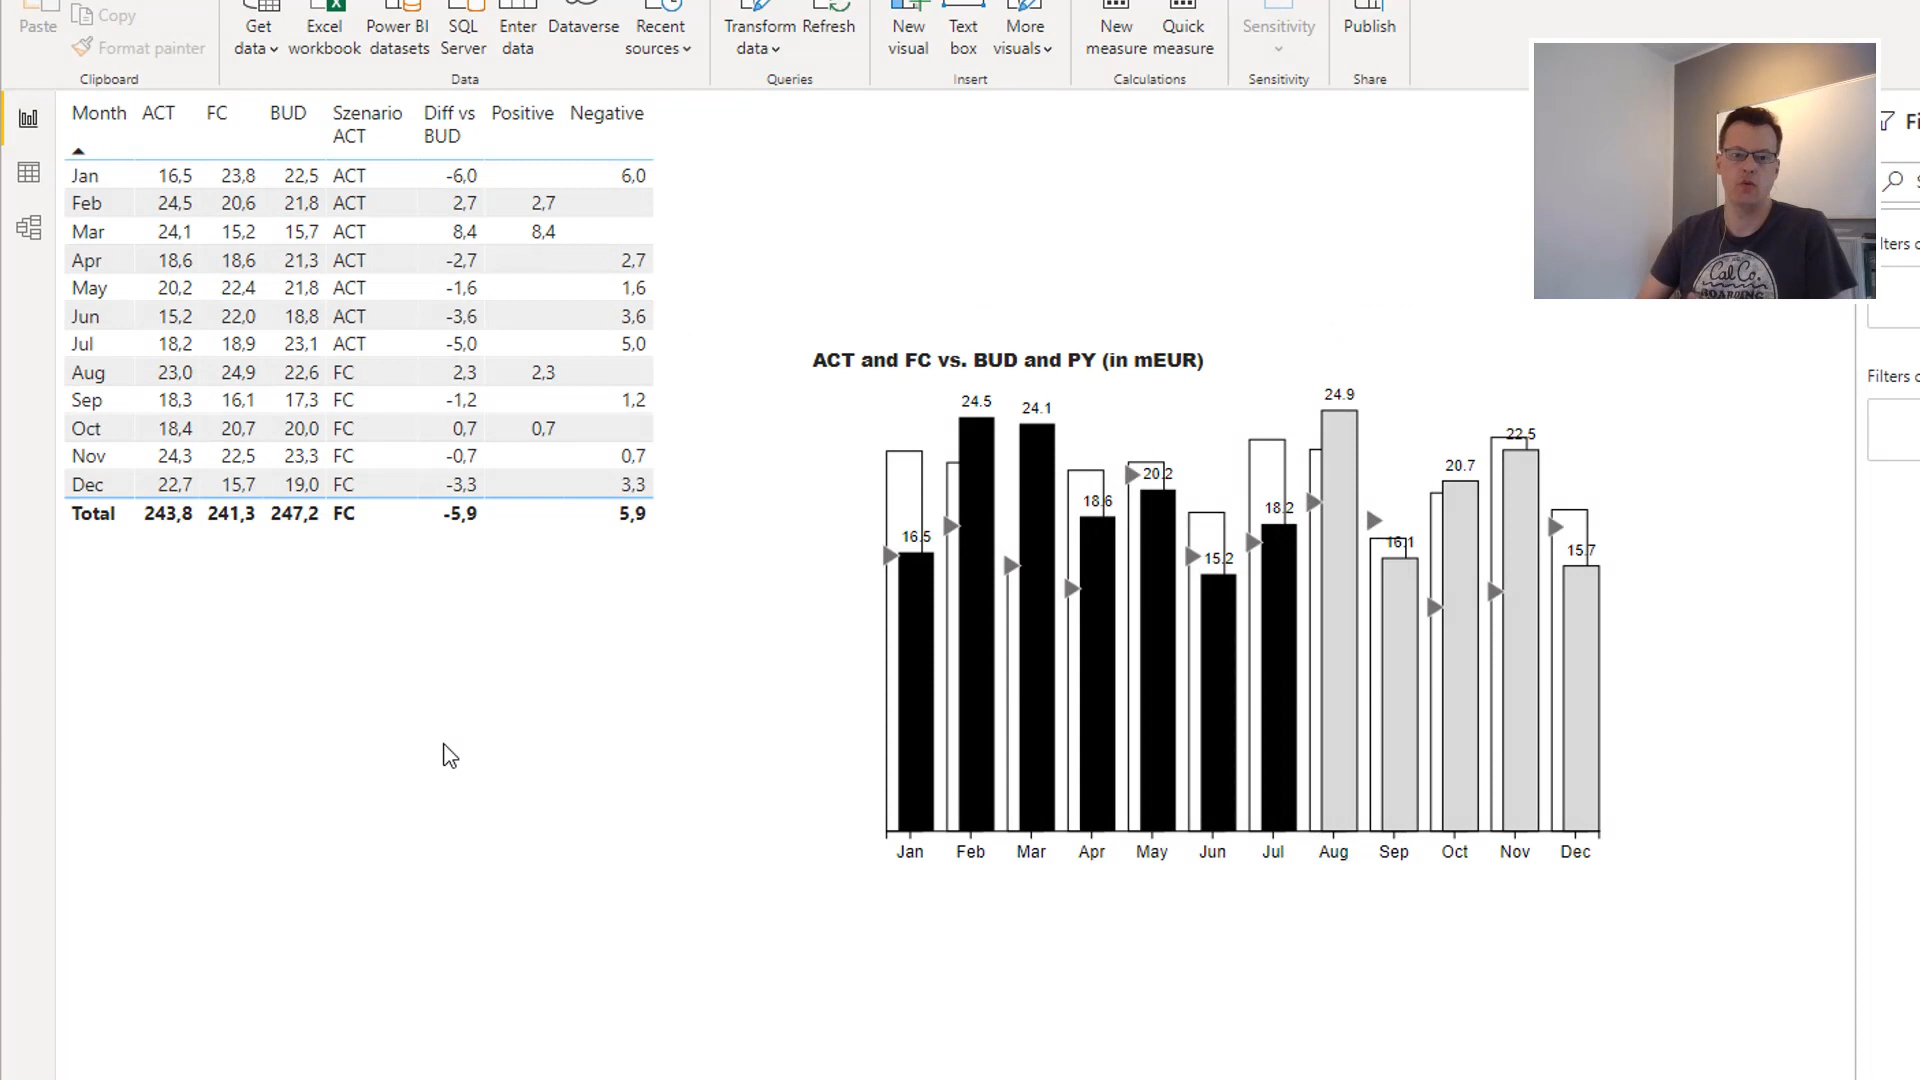 Paste
Copy
Format painter
Clipboard
Get data
Excel workbook
Power BI datasets
SQL Server
Enter data
Dataverse
Recent sources
Data
Transform data
Refresh
Queries
New visual
Text box
More visuals
Insert
New measure
Quick measure
Calculations
Sensitivity
Sensitivity
Publish
Share
Month ACT FC BUD Szenario ACT Diff vs BUD Positive Negative
Jan 16,5 23,8 22,5 ACT -6,0 6,0
Feb 24,5 20,6 21,8 ACT 2,7 2,7
Mar 24,1 15,2 15,7 ACT 8,4 8,4
Apr 18,6 18,6 21,3 ACT -2,7 2,7
May 20,2 22,4 21,8 ACT -1,6 1,6
Jun 15,2 22,0 18,8 ACT -3,6 3,6
Jul 18,2 18,9 23,1 ACT -5,0 5,0
Aug 23,0 24,9 22,6 FC 2,3 2,3
Sep 18,3 16,1 17,3 FC -1,2 1,2
Oct 18,4 20,7 20,0 FC 0,7 0,7
Nov 24,3 22,5 23,3 FC -0,7 0,7
Dec 22,7 15,7 19,0 FC -3,3 3,3
Total 243,8 241,3 247,2 FC -5,9 5,9
ACT and FC vs. BUD and PY (in mEUR)
16.5 24.5 24.1 18.6 20.2 15.2 18.2 24.9 16.1 20.7 22.5 15.7
Jan Feb Mar Apr May Jun Jul Aug Sep Oct Nov Dec
Cal Co.
BOARDING
Fi
lters o
Filters o